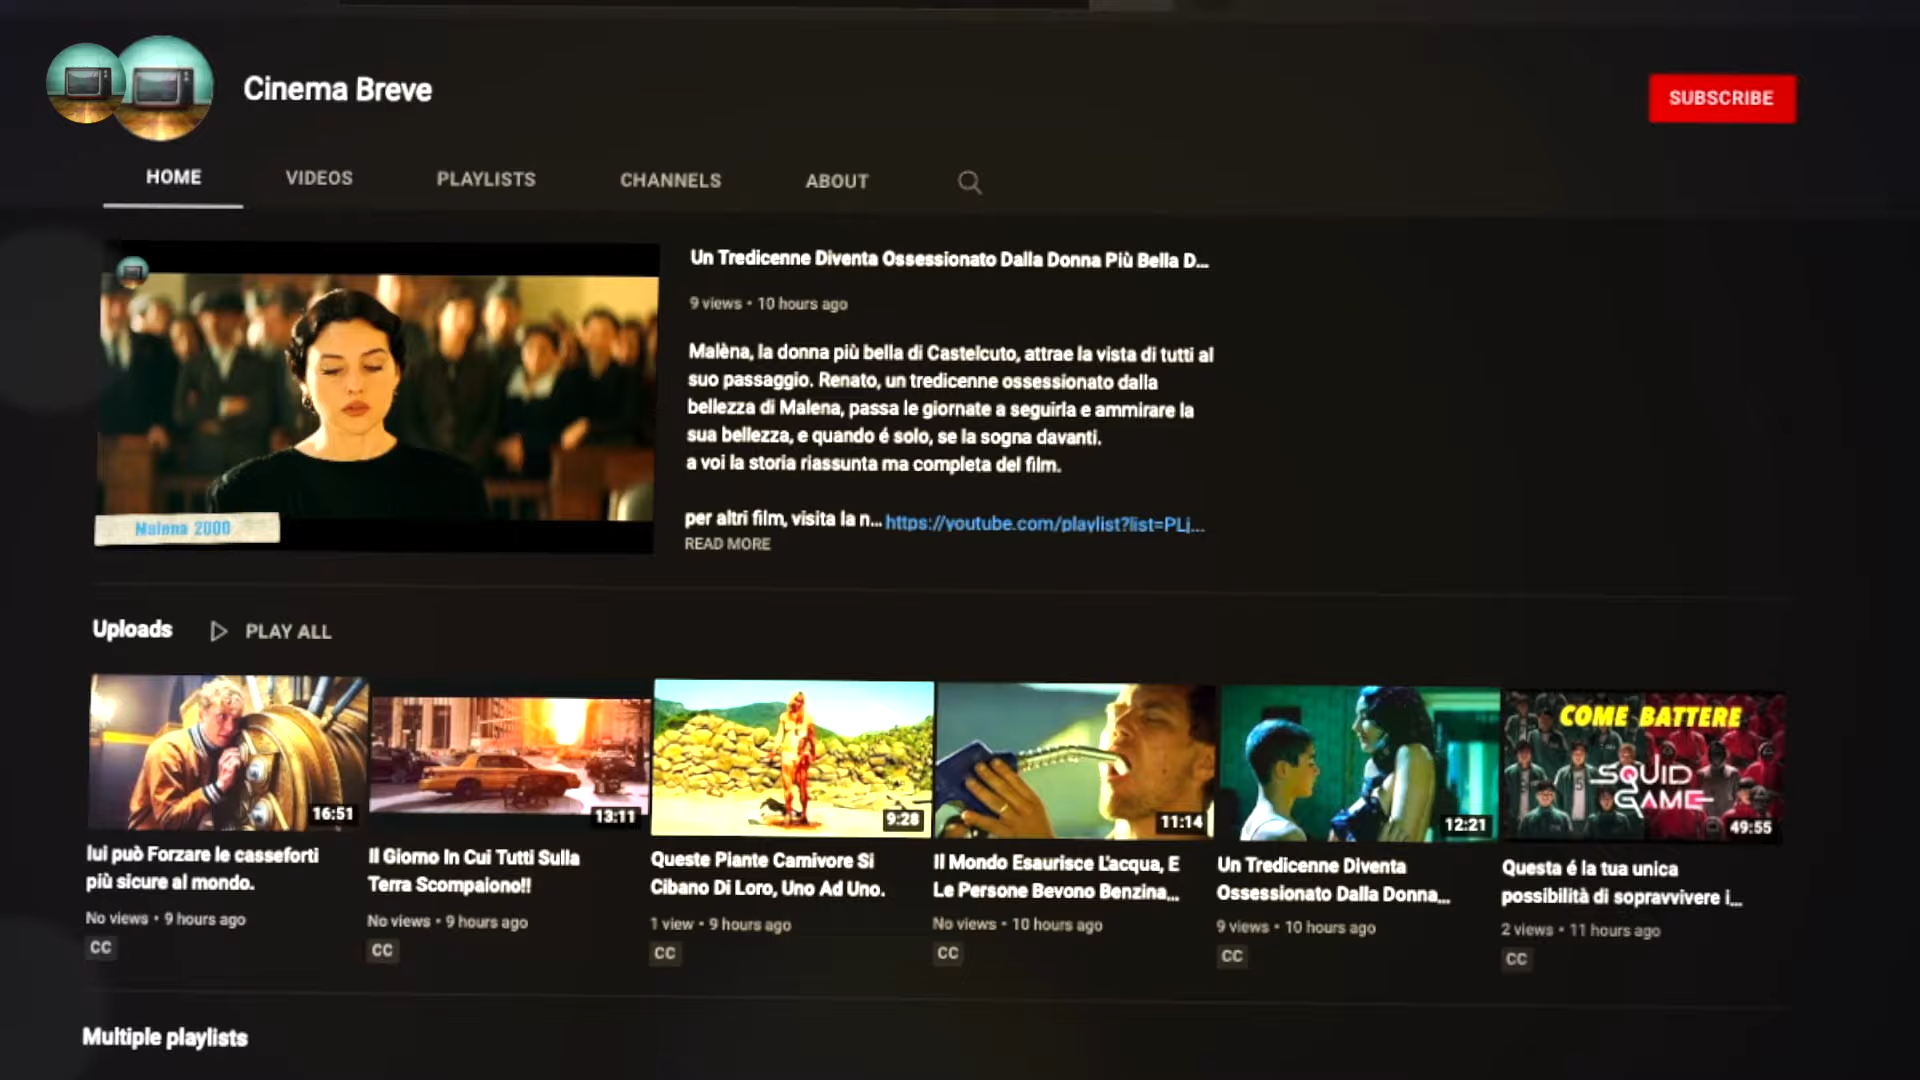 Cinema Breve
SUBSCRIBE
HOME
VIDEOS
PLAYLISTS
CHANNELS
ABOUT
Un Tredicenne Diventa Ossessionato Dalla Donna Più Bella D...
9 views • 10 hours ago
Malèna, la donna più bella di Castelcuto, attrae la vista di tutti al
suo passaggio. Renato, un tredicenne ossessionato dalla
bellezza di Malena, passa le giornate a seguirla e ammirare la
sua bellezza, e quando é solo, se la sogna davanti.
a voi la storia riassunta ma completa del film.
per altri film, visita la n... https://youtube.com/playlist?list=PLj...
READ MORE
Malena 2000
Uploads
PLAY ALL
16:51
13:11
9:28
11:14
12:21
COME BATTERE
SQUID
GAME
49:55
lui può Forzare le casseforti
più sicure al mondo.
No views • 9 hours ago
CC
Il Giorno In Cui Tutti Sulla
Terra Scompaiono!!
No views • 9 hours ago
CC
Queste Piante Carnivore Si
Cibano Di Loro, Uno Ad Uno.
1 view • 9 hours ago
CC
Il Mondo Esaurisce L'acqua, E
Le Persone Bevono Benzina...
No views • 10 hours ago
CC
Un Tredicenne Diventa
Ossessionato Dalla Donna...
9 views • 10 hours ago
CC
Questa é la tua unica
possibilità di sopravvivere i...
2 views • 11 hours ago
CC
Multiple playlists